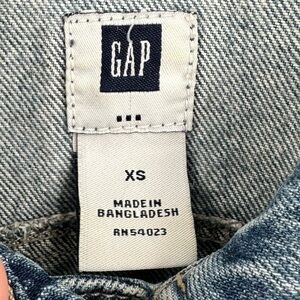 GAP
XS
MADE IN
BANGLADESH
RN54023